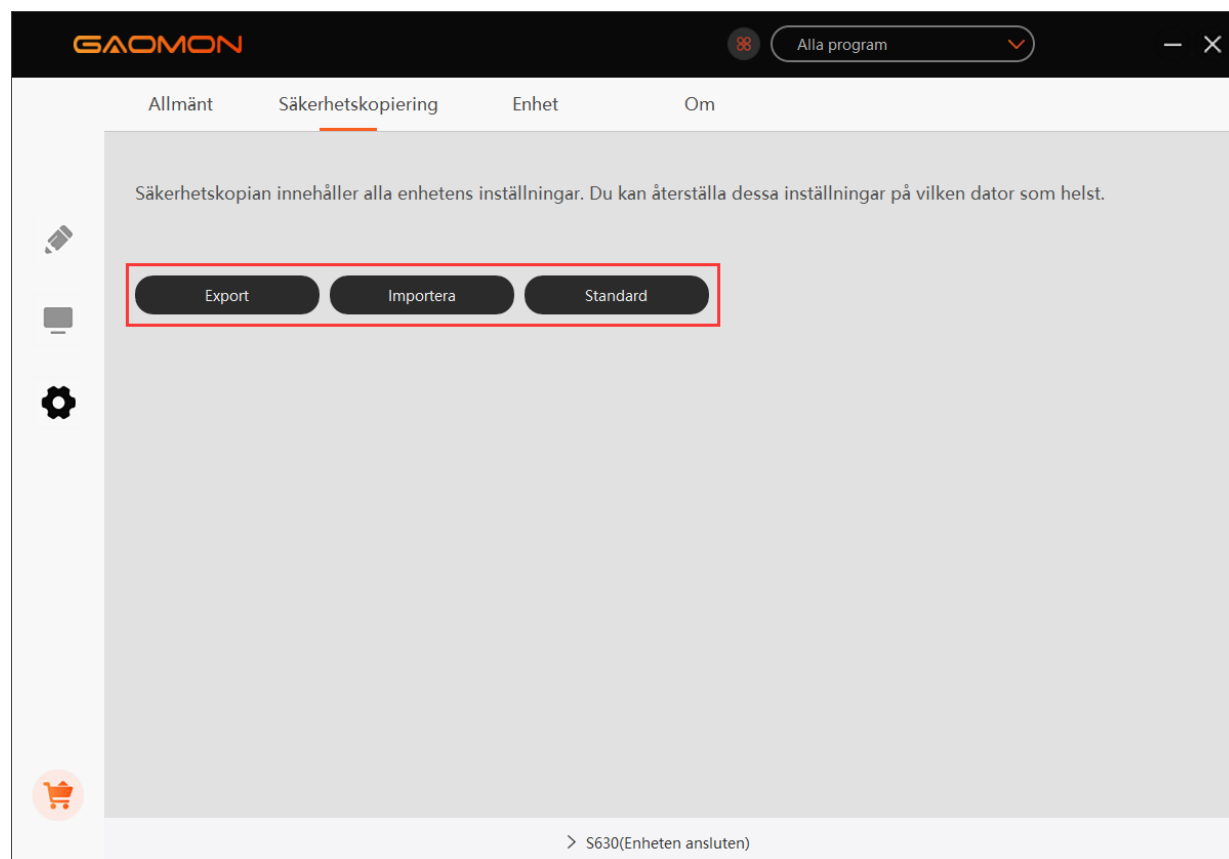 GAOMON
Alla program
Allmänt Säkerhetskopiering Enhet Om
Säkerhetskopian innehåller alla enhetens inställningar. Du kan återställa dessa inställningar på vilken dator som helst.
Export Importera Standard
S630(Enheten ansluten)